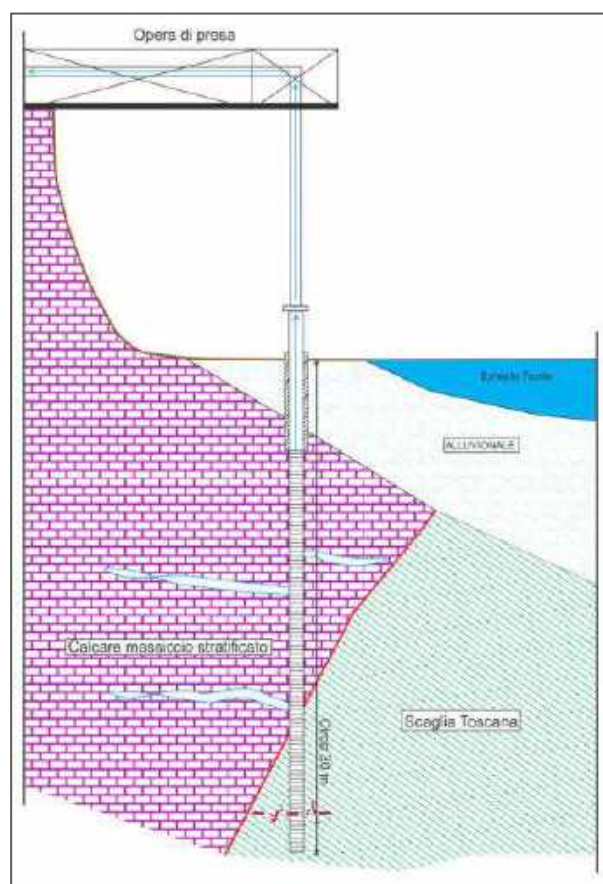 Opera di presa
ALLUVIONALE
Calcare massiccio stratificato
Scaglia Toscana